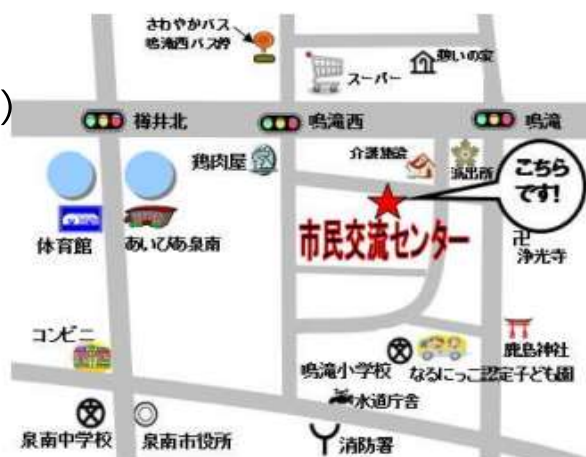 さわやかバス
鳴滝西バス停
憩いの家
スーパー
)
樽井北
鳴滝西
鳴滝
鶏肉屋
介護施設
派出所
こちら
です!
体育館
あいぴあ泉南
市民交流センター
卍
浄光寺
コンビニ
鹿島神社
鳴滝小学校
なるにっこ認定子ども園
文
水道庁舎
文
泉南中学校
泉南市役所
消防署